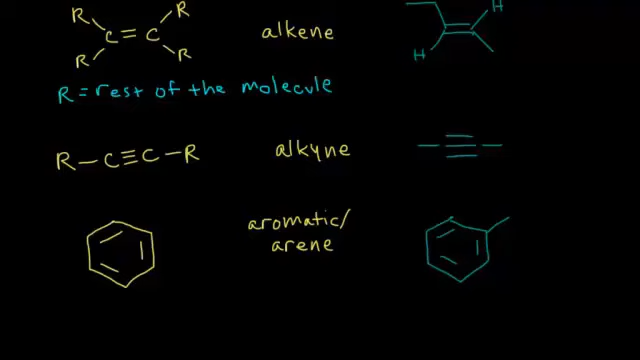 R R H
C = C alkene
R R H
R = rest of the molecule
R — C ≡ C — R alkyne
aromatic/
arene